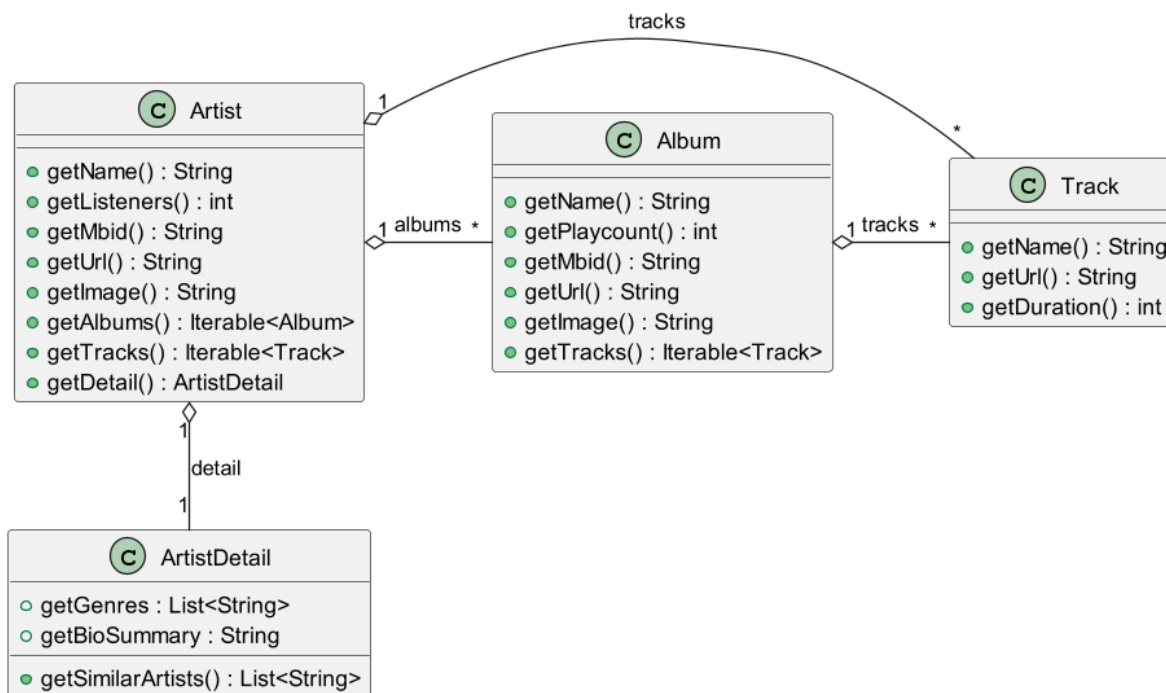 tracks
C Artist
getName() : String
getListeners() : int
getMbid() : String
getUrl() : String
getImage() : String
getAlbums() : Iterable<Album>
getTracks() : Iterable<Track>
getDetail() : ArtistDetail
1
*
1 albums *
C Album
getName() : String
getPlaycount() : int
getMbid() : String
getUrl() : String
getImage() : String
getTracks() : Iterable<Track>
1 tracks *
C Track
getName() : String
getUrl() : String
getDuration() : int
1
detail
1
C ArtistDetail
getGenres : List<String>
getBioSummary : String
getSimilarArtists() : List<String>